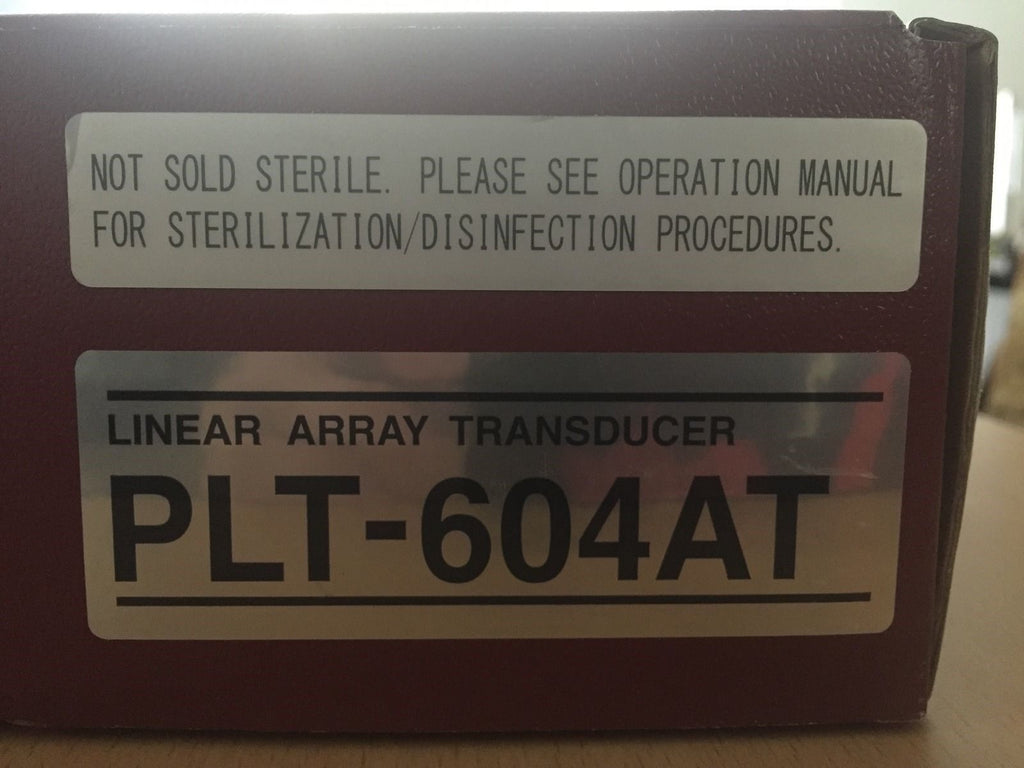 NOT SOLD STERILE. PLEASE SEE OPERATION MANUAL
FOR STERILIZATION/DISINFECTION PROCEDURES.
LINEAR ARRAY TRANSDUCER
PLT-604AT